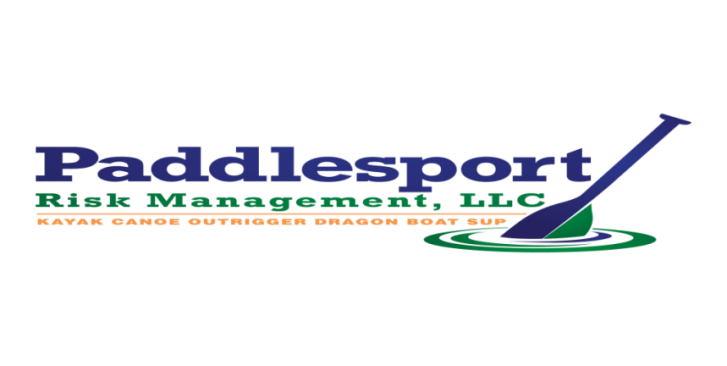 Paddlesport
Risk Management, LLC
KAYAK CANOE OUTRIGGER DRAGON BOAT SUP